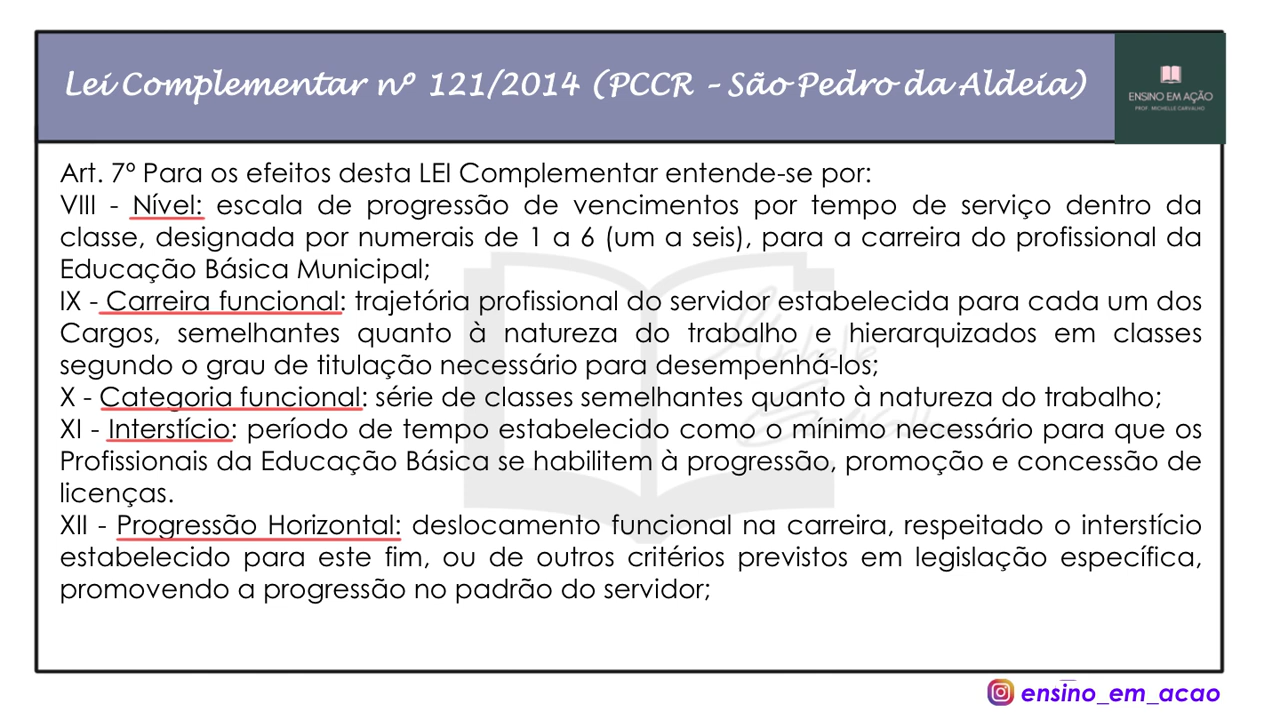 Lei Complementar nº 121/2014 (PCCR - São Pedro da Aldeia)
ENSINO EM AÇÃO
PROF. MICHELLE CARVALHO
Art. 7º Para os efeitos desta LEI Complementar entende-se por:
VIII - Nível: escala de progressão de vencimentos por tempo de serviço dentro da
classe, designada por numerais de 1 a 6 (um a seis), para a carreira do profissional da
Educação Básica Municipal;
IX - Carreira funcional: trajetória profissional do servidor estabelecida para cada um dos
Cargos, semelhantes quanto à natureza do trabalho e hierarquizados em classes
segundo o grau de titulação necessário para desempenhá-los;
X - Categoria funcional: série de classes semelhantes quanto à natureza do trabalho;
XI - Interstício: período de tempo estabelecido como o mínimo necessário para que os
Profissionais da Educação Básica se habilitem à progressão, promoção e concessão de
licenças.
XII - Progressão Horizontal: deslocamento funcional na carreira, respeitado o interstício
estabelecido para este fim, ou de outros critérios previstos em legislação específica,
promovendo a progressão no padrão do servidor;
ensino_em_acao